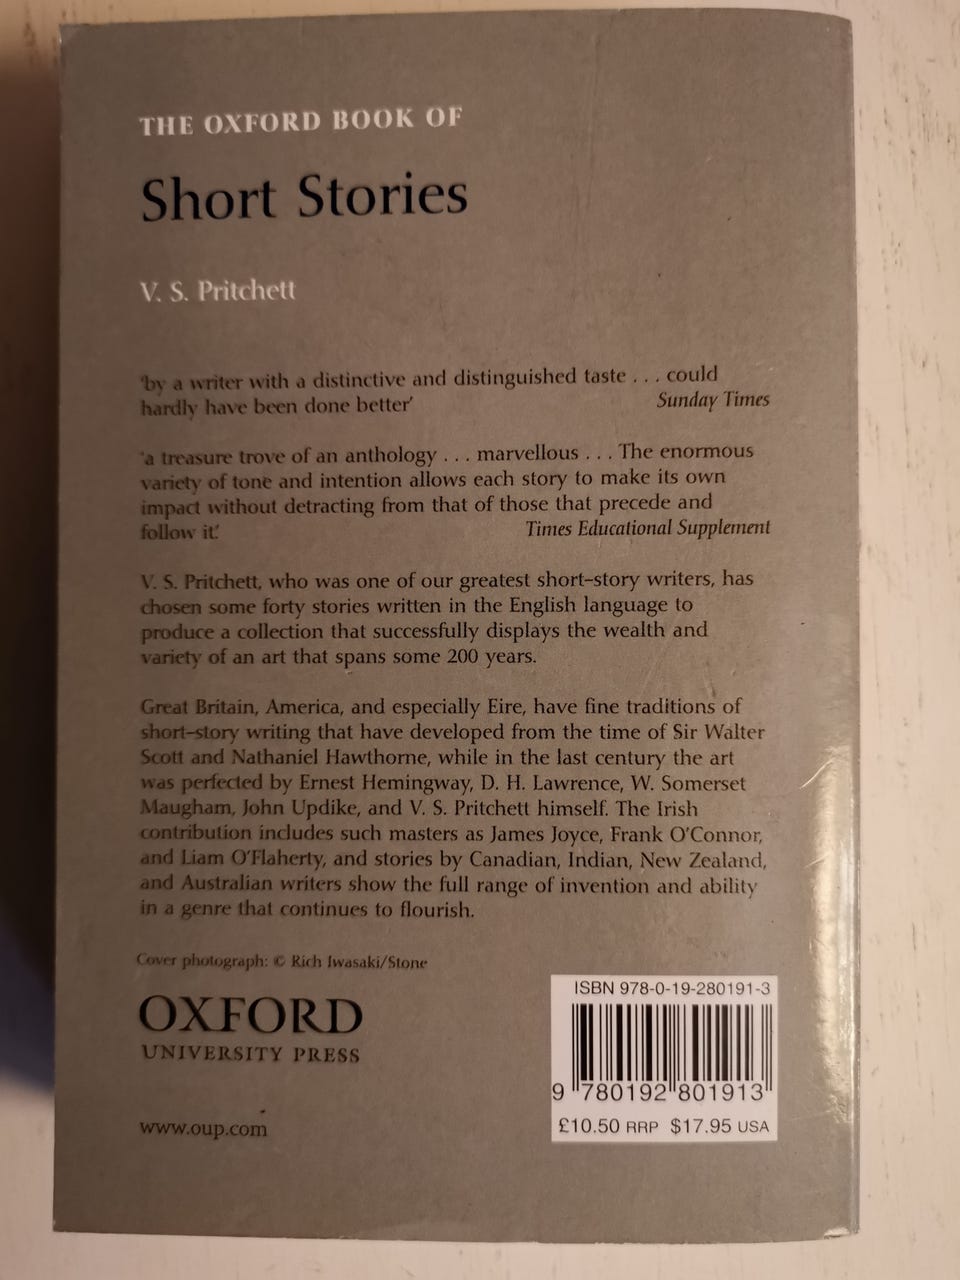 THE OXFORD BOOK OF
Short Stories
V. S. Pritchett
'by a writer with a distinctive and distinguished taste . . . could
hardly have been done better'
Sunday Times
'a treasure trove of an anthology . . . marvellous . . . The enormous
variety of tone and intention allows each story to make its own
impact without detracting from that of those that precede and
follow it.'
Times Educational Supplement
V. S. Pritchett, who was one of our greatest short-story writers, has
chosen some forty stories written in the English language to
produce a collection that successfully displays the wealth and
variety of an art that spans some 200 years.
Great Britain, America, and especially Eire, have fine traditions of
short-story writing that have developed from the time of Sir Walter
Scott and Nathaniel Hawthorne, while in the last century the art
was perfected by Ernest Hemingway, D. H. Lawrence, W. Somerset
Maugham, John Updike, and V. S. Pritchett himself. The Irish
contribution includes such masters as James Joyce, Frank O'Connor,
and Liam O'Flaherty, and stories by Canadian, Indian, New Zealand,
and Australian writers show the full range of invention and ability
in a genre that continues to flourish.
Cover photograph: © Rich Iwasaki/Stone
OXFORD
UNIVERSITY PRESS
www.oup.com
ISBN 978-0-19-280191-3
9 780192 801913
£10.50 RRP $17.95 USA